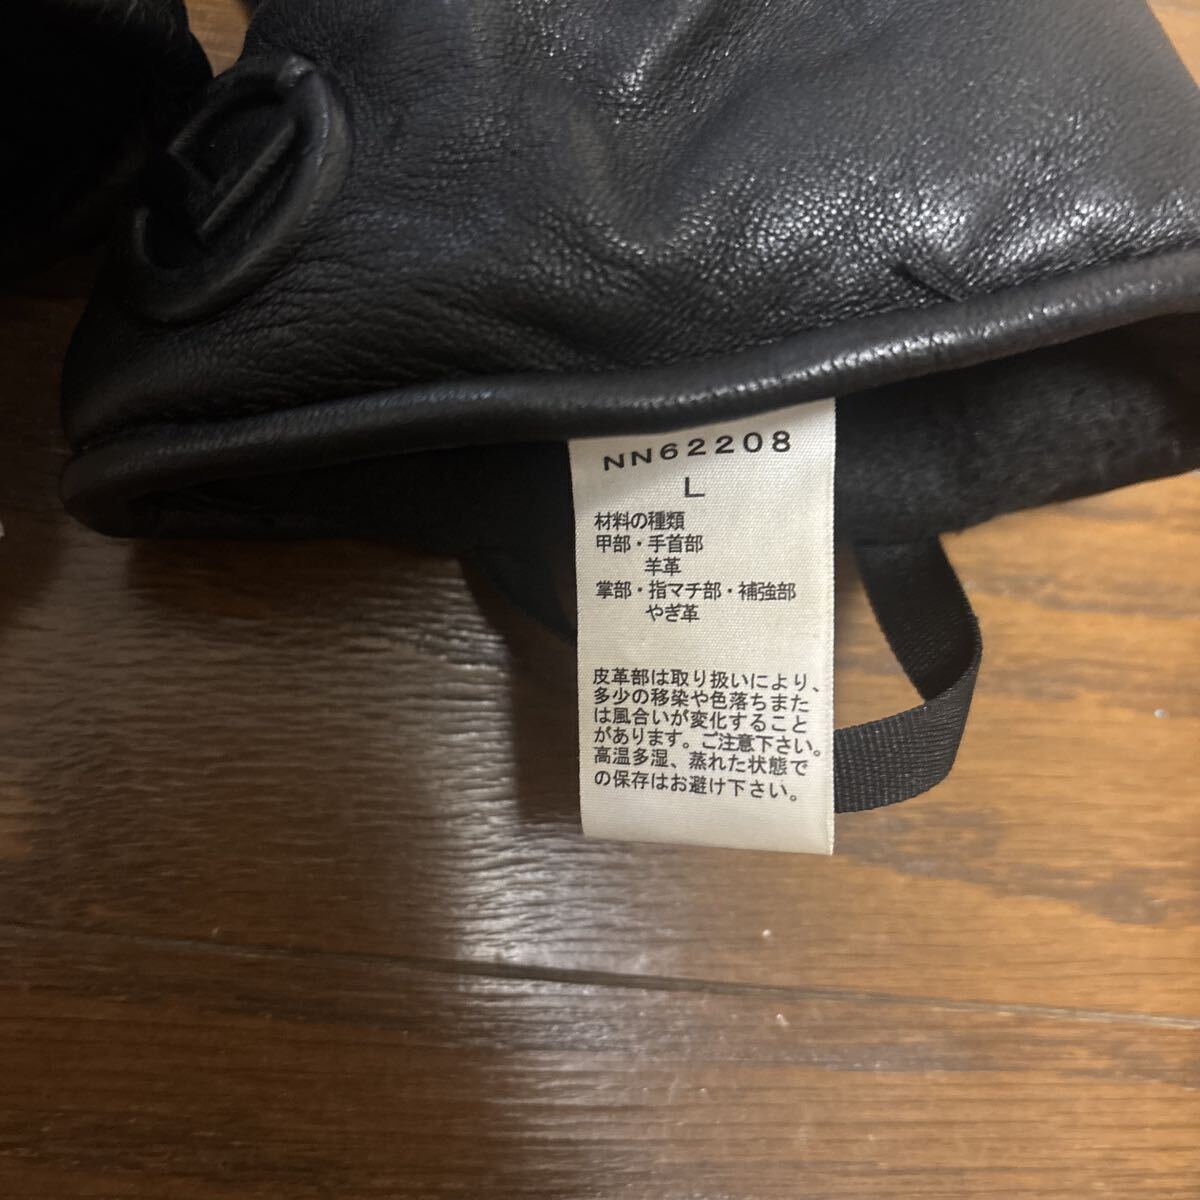 NN62208
L
材料の種類
甲部・手首部
羊革
掌部・指マチ部・補強部
やぎ革
皮革部は取り扱いにより、
多少の移染や色落ちまた
は風合いが変化すること
があります。ご注意下さい。
高温多湿、蒸れた状態で
の保存はお避け下さい。